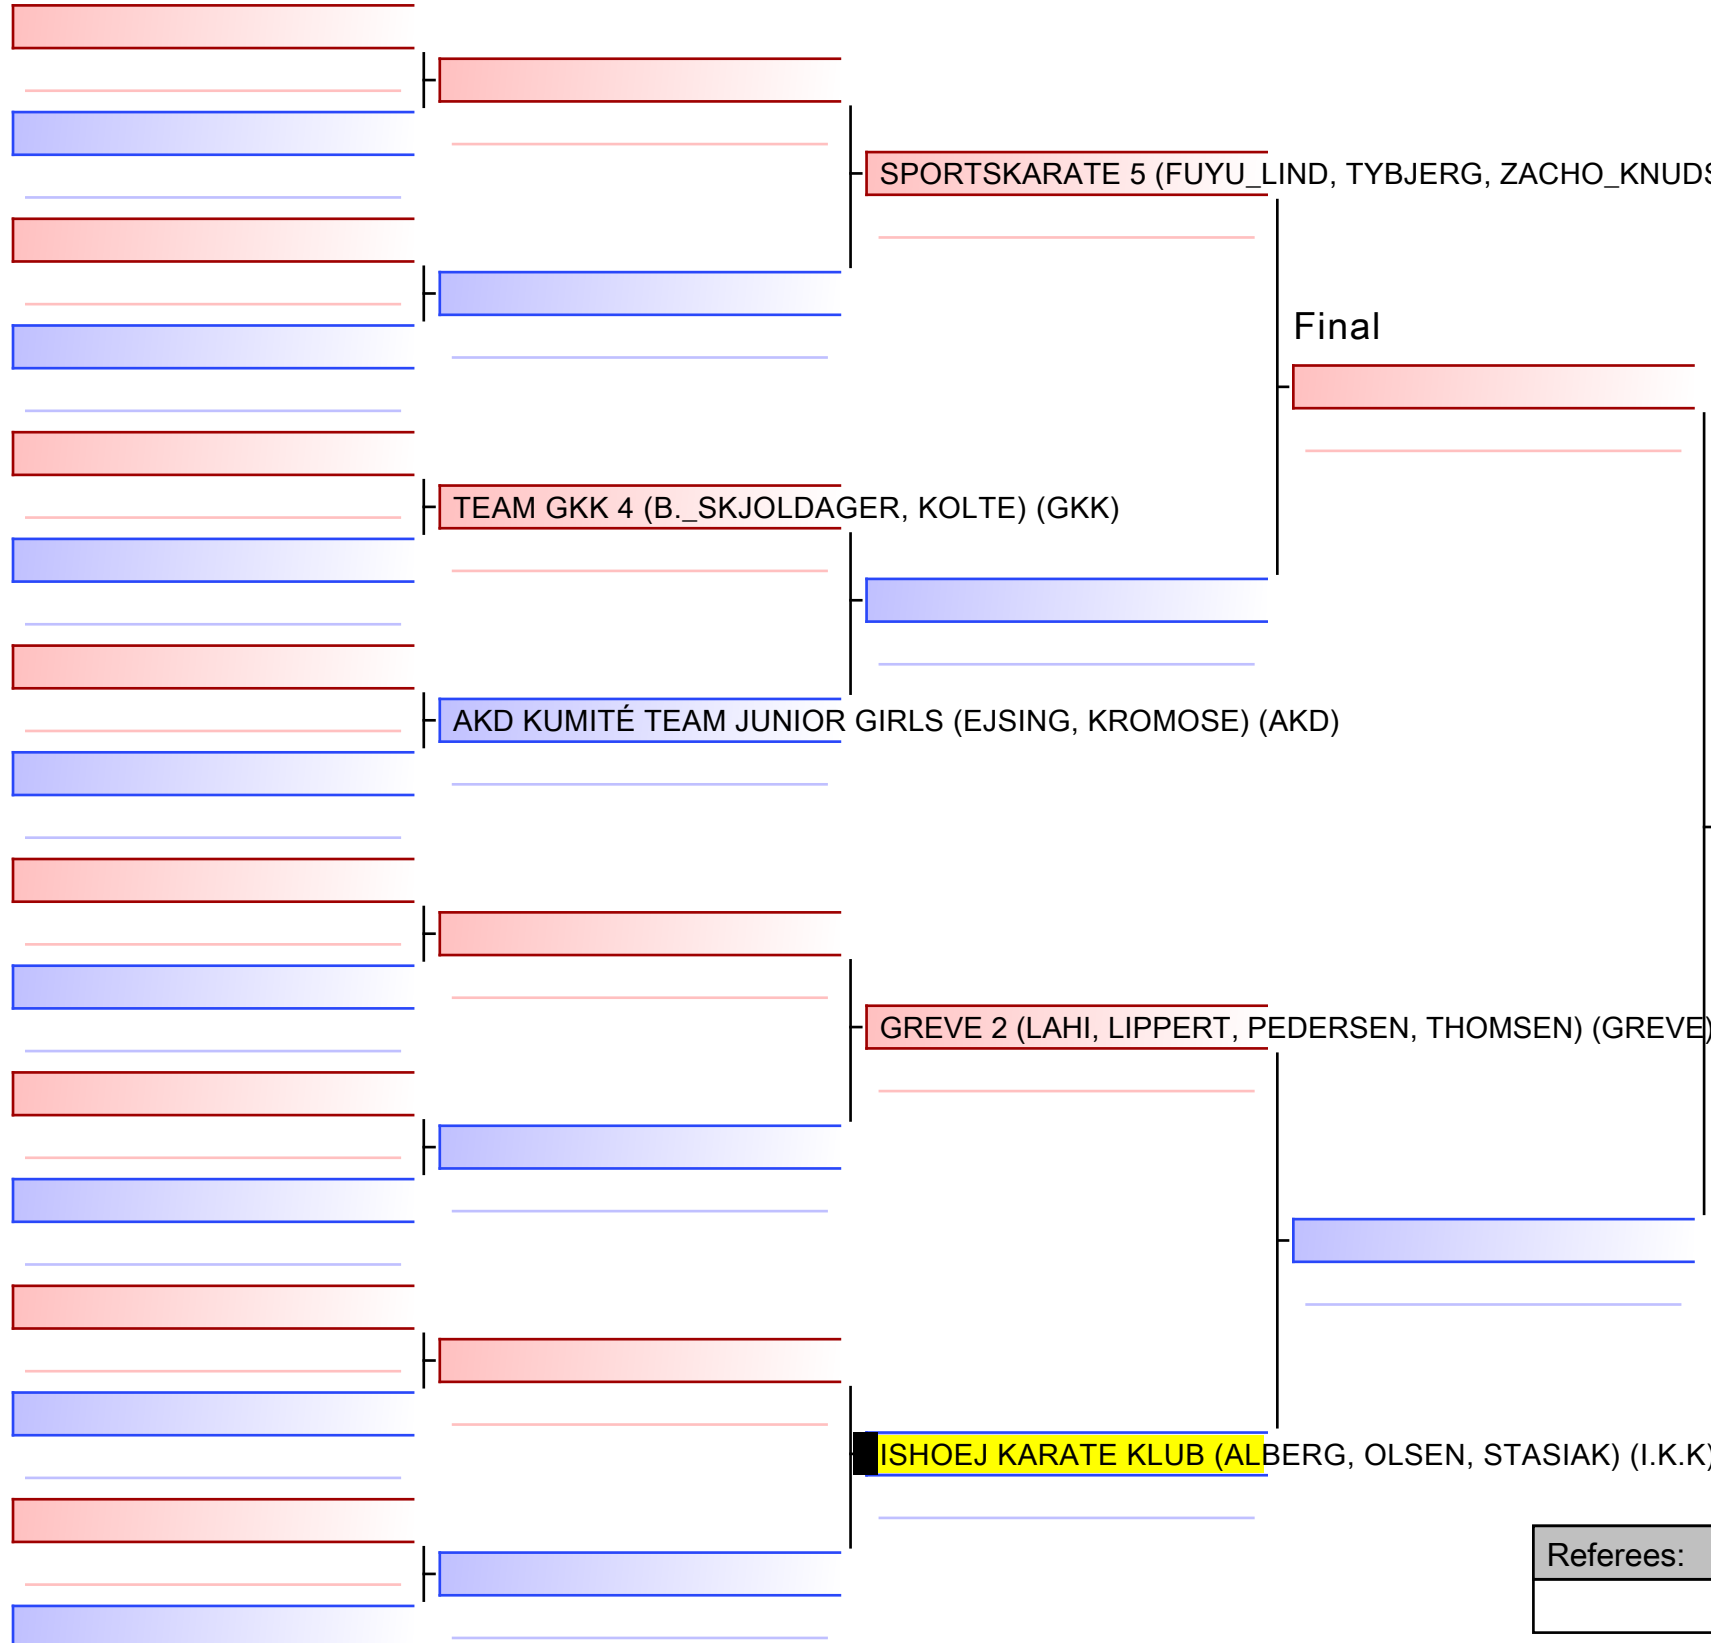 SPORTSKARATE 5 (FUYU_LIND, TYBJERG, ZACHO_KNUDS
Final
TEAM GKK 4 (B._SKJOLDAGER, KOLTE) (GKK)
AKD KUMITÉ TEAM JUNIOR GIRLS (EJSING, KROMOSE) (AKD)
GREVE 2 (LAHI, LIPPERT, PEDERSEN, THOMSEN) (GREVE)
ISHOEJ KARATE KLUB (ALBERG, OLSEN, STASIAK) (I.K.K)
Referees: